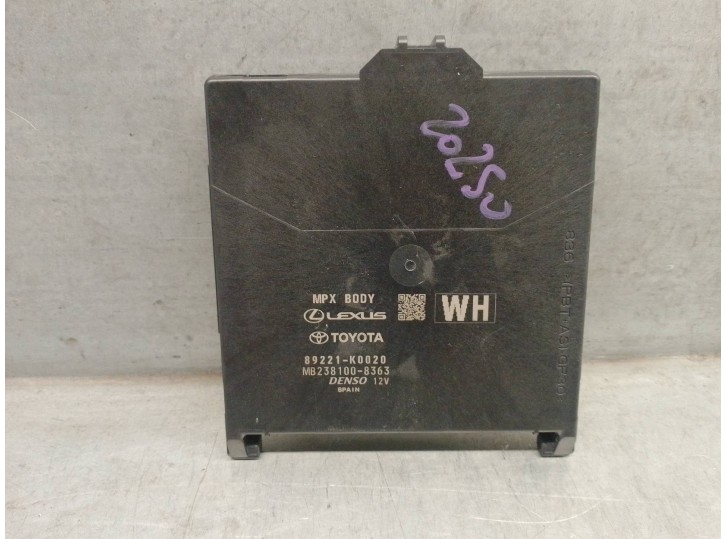 20250
MPX BODY
LEXUS
WH
TOYOTA
89221-K0020
MB238100-8363
DENSO 12V
SPAIN